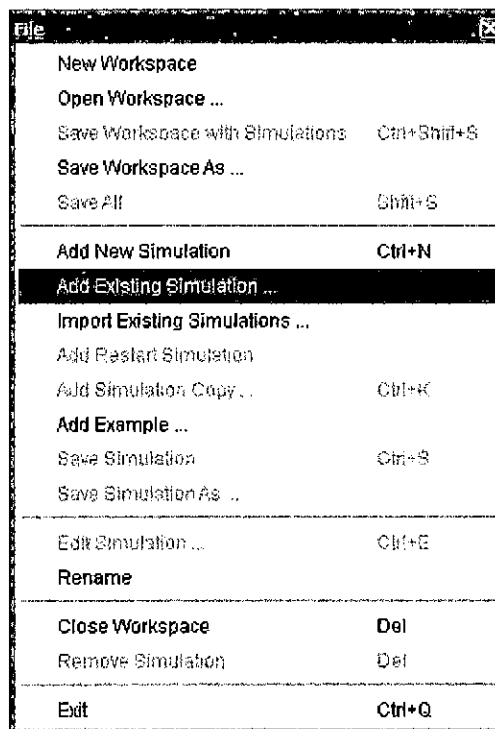 File
New Workspace
Open Workspace ...
Save Workspace with Simulations Ctrl+Shift+S
Save Workspace As ...
Save All Shift+S
Add New Simulation Ctrl+N
Add Existing Simulation ...
Import Existing Simulations ...
Add Restart Simulation
Add Simulation Copy ... Ctrl+K
Add Example ...
Save Simulation Ctrl+S
Save Simulation As ...
Edit Simulation ... Ctrl+E
Rename
Close Workspace Del
Remove Simulation Del
Exit Ctrl+Q